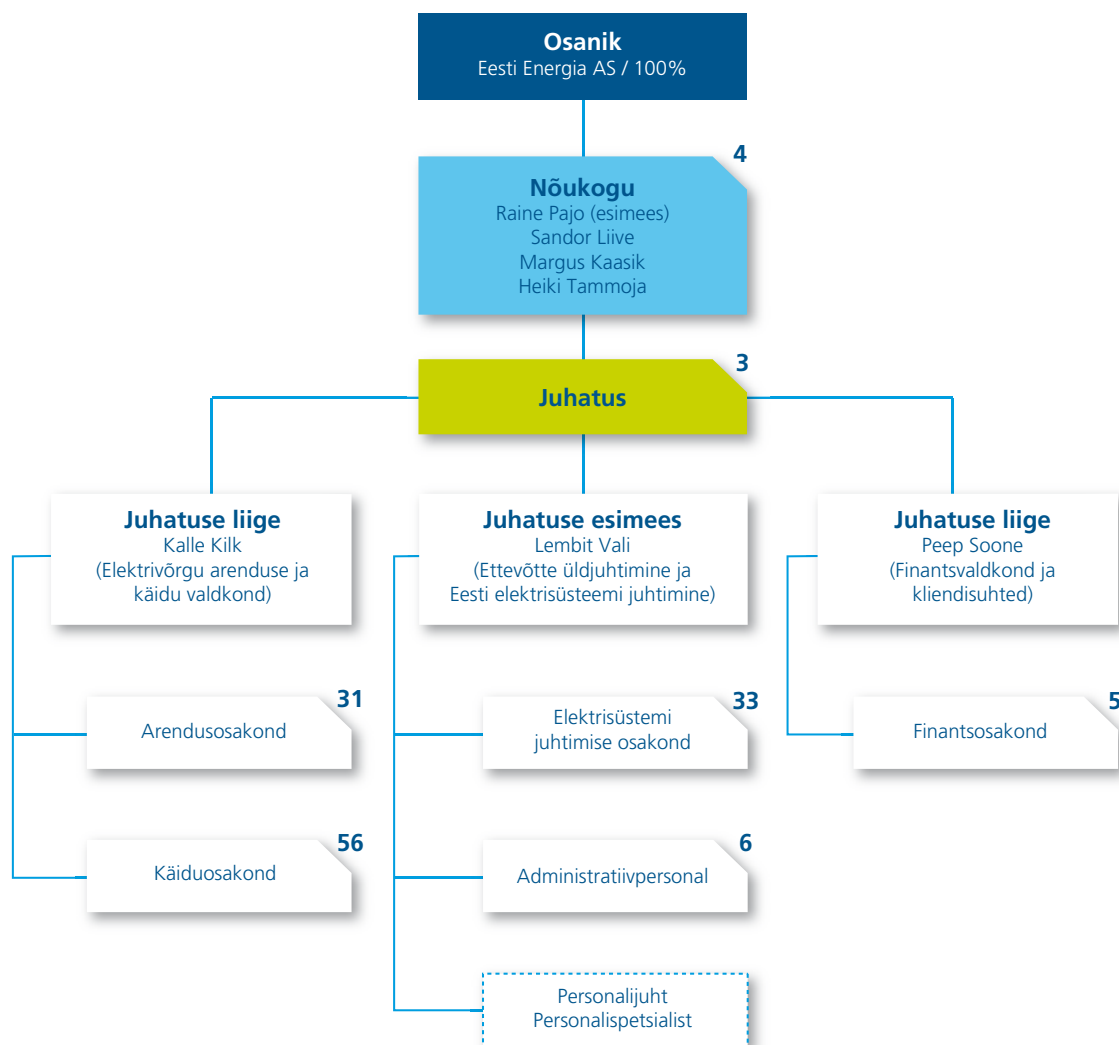 Osanik
Eesti Energia AS / 100%
4
Nõukogu
Raine Pajo (esimees)
Sandor Liive
Margus Kaasik
Heiki Tammoja
3
Juhatus
Juhatuse liige
Kalle Kilk
(Elektrivõrgu arenduse ja
käidu valdkond)
Juhatuse esimees
Lembit Vali
(Ettevõtte üldjuhtimine ja
Eesti elektrisüsteemi juhtimine)
Juhatuse liige
Peep Soone
(Finantsvaldkond ja
kliendisuhted)
31
Arendusosakond
33
Elektrisüsteemi
juhtimise osakond
5
Finantsosakond
56
Käiduosakond
6
Administratiivpersonal
Personalijuht
Personalispetsialist